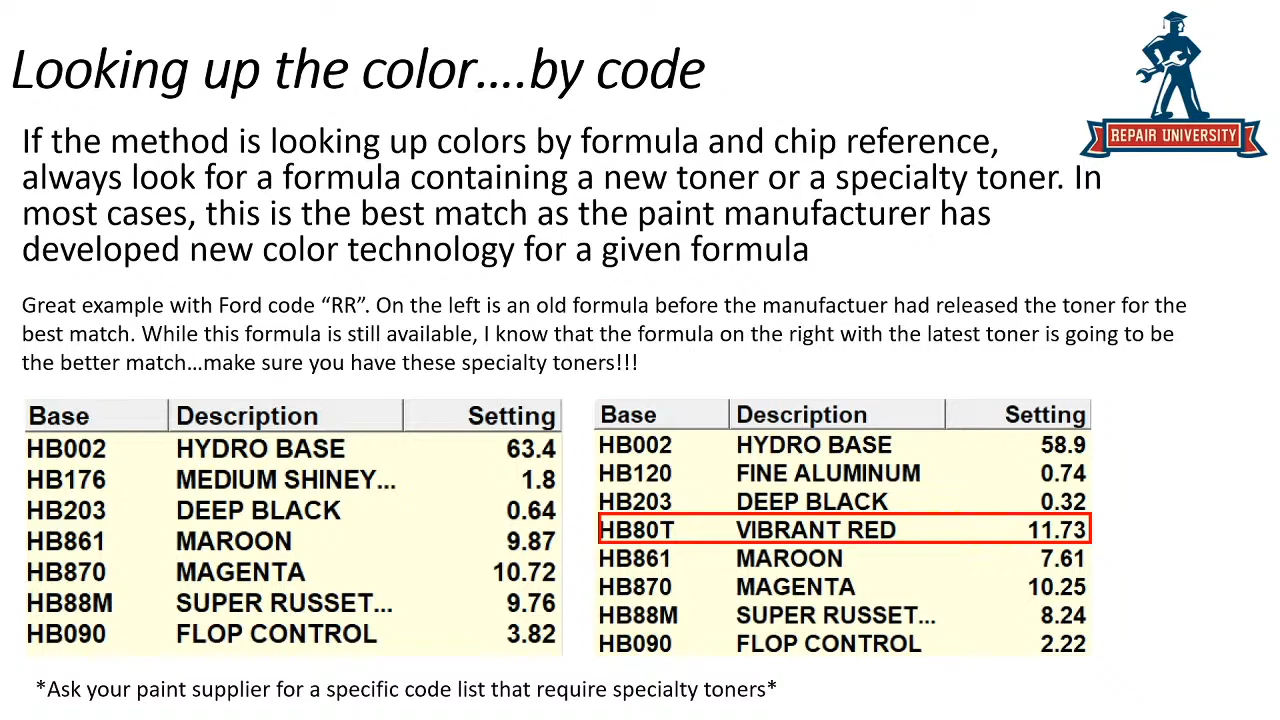 Looking up the color....by code
REPAIR UNIVERSITY
If the method is looking up colors by formula and chip reference,
always look for a formula containing a new toner or a specialty toner. In
most cases, this is the best match as the paint manufacturer has
developed new color technology for a given formula
Great example with Ford code “RR”. On the left is an old formula before the manufactuer had released the toner for the
best match. While this formula is still available, I know that the formula on the right with the latest toner is going to be
the better match…make sure you have these specialty toners!!!
Base Description Setting
HB002 HYDRO BASE 63.4
HB176 MEDIUM SHINEY... 1.8
HB203 DEEP BLACK 0.64
HB861 MAROON 9.87
HB870 MAGENTA 10.72
HB88M SUPER RUSSET... 9.76
HB090 FLOP CONTROL 3.82
Base Description Setting
HB002 HYDRO BASE 58.9
HB120 FINE ALUMINUM 0.74
HB203 DEEP BLACK 0.32
HB80T VIBRANT RED 11.73
HB861 MAROON 7.61
HB870 MAGENTA 10.25
HB88M SUPER RUSSET... 8.24
HB090 FLOP CONTROL 2.22
*Ask your paint supplier for a specific code list that require specialty toners*